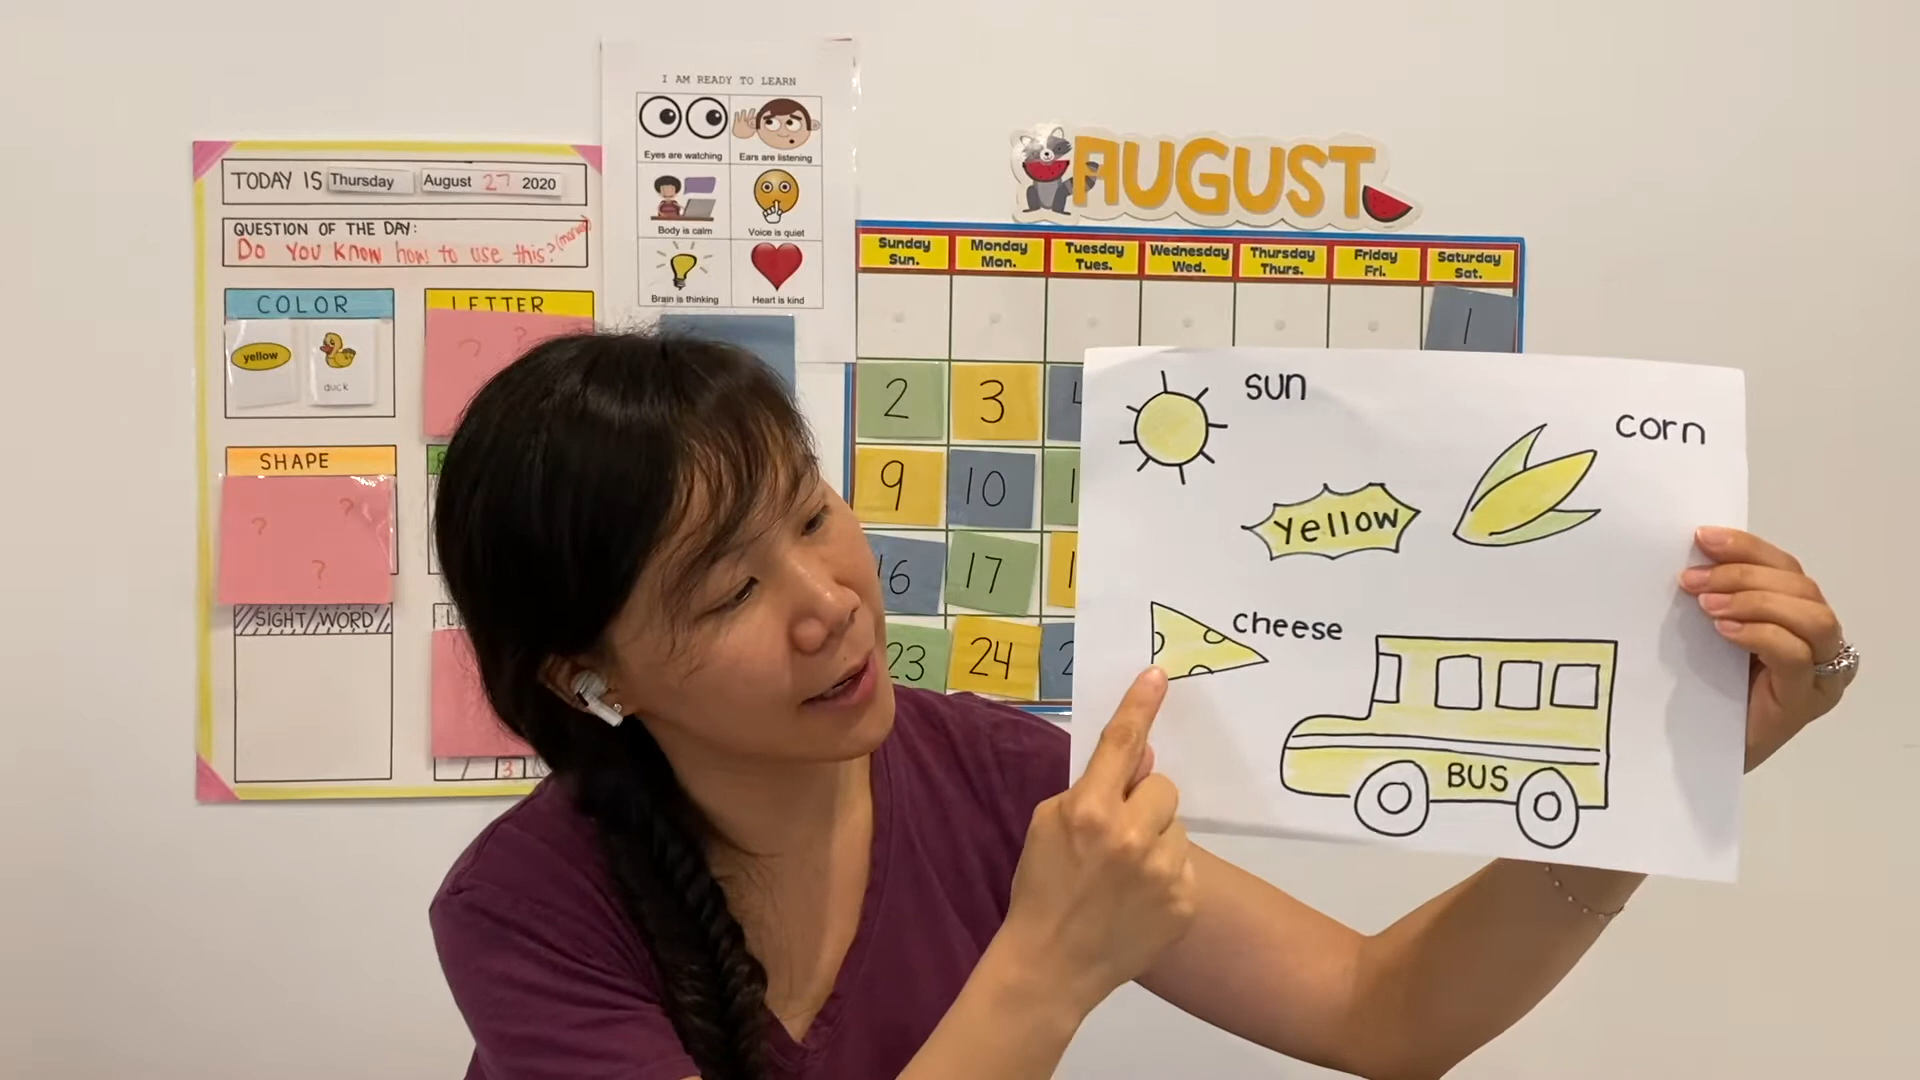 I AM READY TO LEARN
Eyes are watching
Ears are listening
Body is calm
Voice is quiet
Brain is thinking
Heart is kind
TODAY IS Thursday August 27 2020
QUESTION OF THE DAY:
Do You Know how to use this?
COLOR
yellow
duck
LETTER
? ?
SHAPE
? ?
?
SIGHT WORD
3
AUGUST
Sunday Sun.
Monday Mon.
Tuesday Tues.
Wednesday Wed.
Thursday Thurs.
Friday Fri.
Saturday Sat.
1
2 3
9 10
16 17
23 24
sun
corn
yellow
cheese
BUS